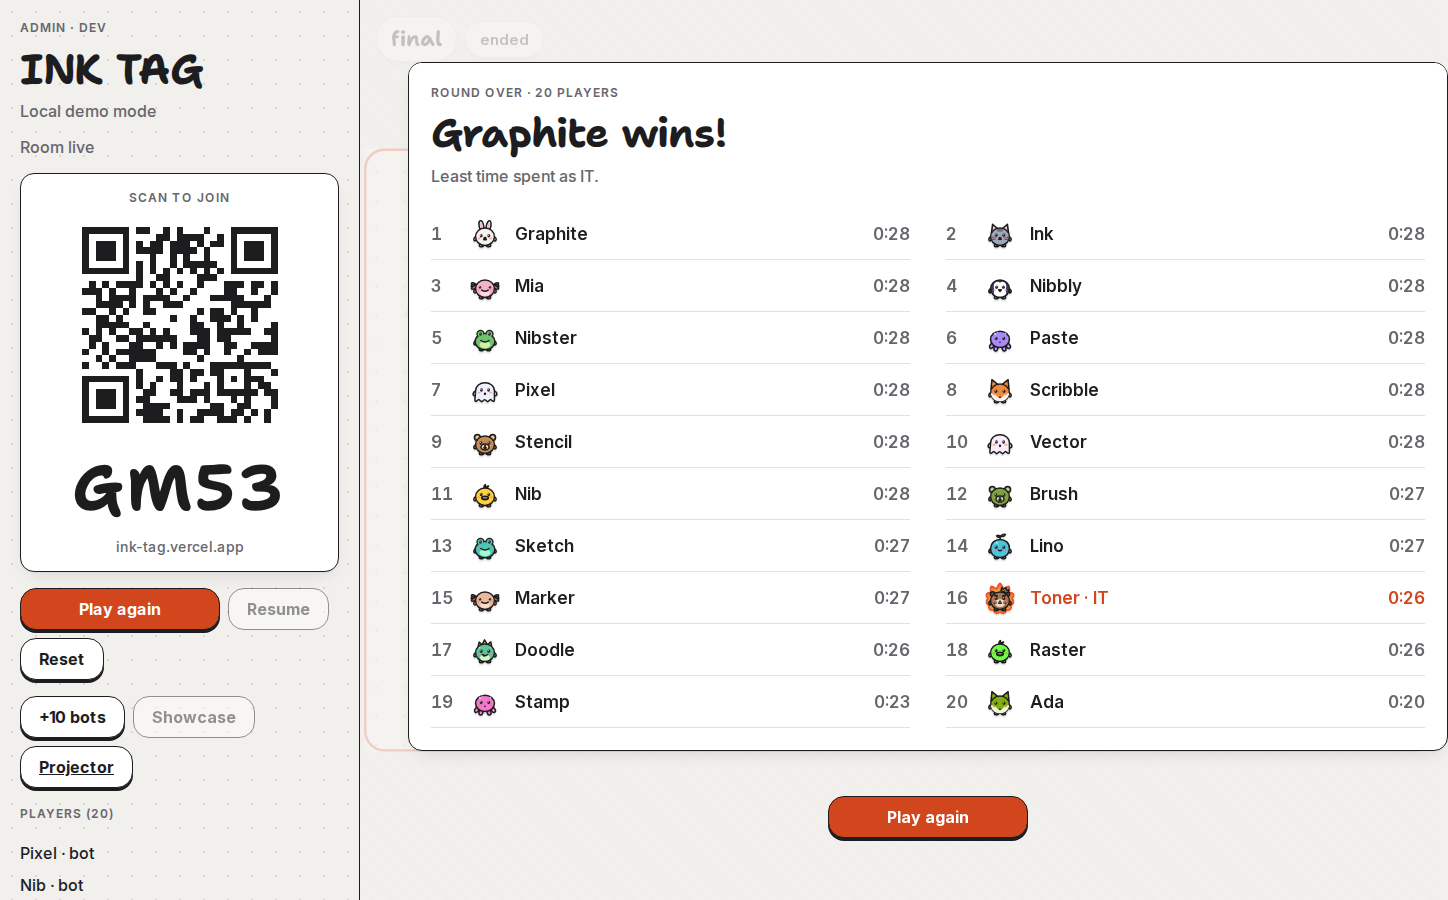 ADMIN · DEV
INK TAG
Local demo mode
Room live
SCAN TO JOIN
GM53
ink-tag.vercel.app
Play again
Resume
Reset
+10 bots
Showcase
Projector
PLAYERS (20)
Pixel · bot
Nib · bot
final
ended
ROUND OVER · 20 PLAYERS
Graphite wins!
Least time spent as IT.
1 Graphite 0:28
2 Ink 0:28
3 Mia 0:28
4 Nibbly 0:28
5 Nibster 0:28
6 Paste 0:28
7 Pixel 0:28
8 Scribble 0:28
9 Stencil 0:28
10 Vector 0:28
11 Nib 0:28
12 Brush 0:27
13 Sketch 0:27
14 Lino 0:27
15 Marker 0:27
16 Toner · IT 0:26
17 Doodle 0:26
18 Raster 0:26
19 Stamp 0:23
20 Ada 0:20
Play again